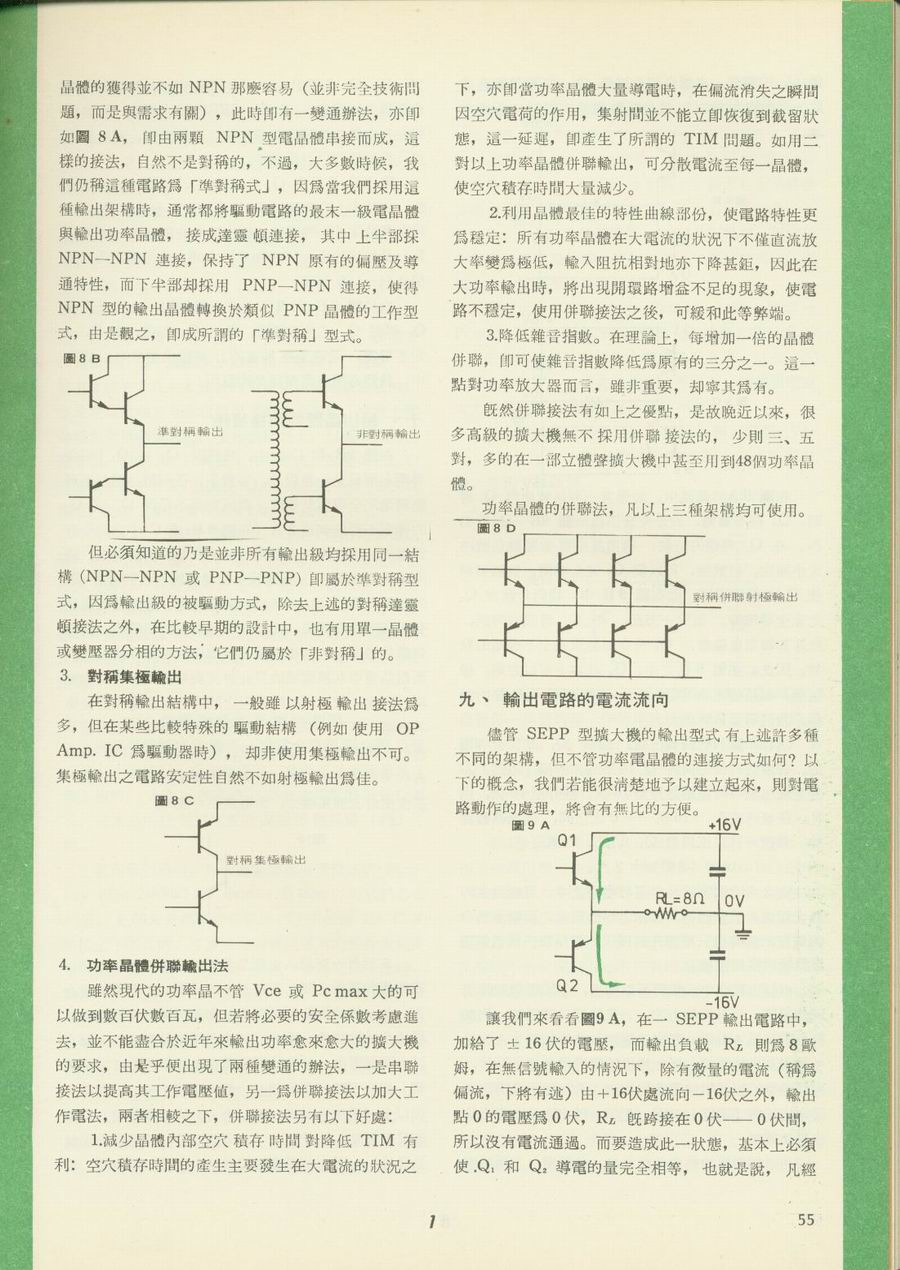 晶體的獲得並不如 NPN 那麽容易（並非完全技術問
題，而是與需求有關），此時卽有一變通辦法，亦卽
如圖 8 A， 卽由兩顆 NPN 型電晶體串接而成，這
樣的接法，自然不是對稱的，不過，大多數時候，我
們仍稱這種電路爲「準對稱式」，因爲當我們採用這
種輸出架構時，通常都將驅動電路的最末一級電晶體
與輸出功率晶體， 接成達靈 頓連接， 其中 上半部採
NPN—NPN 連接，保持了 NPN 原有的偏壓及導
通特性，而下半部却採用 PNP—NPN 連接，使得
NPN 型的輸出晶體轉換於類似 PNP 晶體的工作型
式，由是觀之，卽成所謂的「準對稱」型式。
圖 8 B
準對稱輸出
非對稱輸出
但必須知道的乃是並非所有輸出級均採用同一結
構 (NPN—NPN 或 PNP—PNP) 卽屬於準對稱型
式，因爲輸出級的被驅動方式，除去上述的對稱達靈
頓接法之外，在比較早期的設計中，也有用單一晶體
或變壓器分相的方法，它們仍屬於「非對稱」的。
3. 對稱集極輸出
在對稱輸出結構中， 一般雖 以射極 輸出 接法爲
多，但在某些比較特殊的 驅動結構 （例如 使用 OP
Amp. IC 爲驅動器時）， 却非使用集極輸出不可。
集極輸出之電路安定性自然不如射極輸出爲佳。
圖 8 C
對稱集極輸出
4. 功率晶體併聯輸出法
雖然現代的功率晶不管 Vce 或 Pc max 大的可
以做到數百伏數百瓦，但若將必要的安全係數考慮進
去，並不能盡合於近年來輸出功率愈來愈大的擴大機
的要求，由是乎便出現了兩種變通的辦法，一是串聯
接法以提高其工作電壓値，另一爲併聯接法以加大工
作電法，兩者相較之下，併聯接法另有以下好處：
1.減少晶體內部空穴 積存 時間 對降低 TIM 有
利：空穴積存時間的產生主要發生在大電流的狀況之
下，亦卽當功率晶體大量導電時，在偏流消失之瞬間
因空穴電荷的作用，集射間並不能立卽恢復到截留狀
態，這一延遲，卽產生了所謂的 TIM 問題。如用二
對以上功率晶體併聯輸出，可分散電流至每一晶體，
使空穴積存時間大量減少。
2.利用晶體最佳的特性曲線部份，使電路特性更
爲穩定：所有功率晶體在大電流的狀況下不僅直流放
大率變爲極低，輸入阻抗相對地亦下降甚鉅，因此在
大功率輸出時，將出現開環路增益不足的現象，使電
路不穩定，使用併聯接法之後，可緩和此等弊端。
3.降低雜音指數。在理論上，每增加一倍的晶體
併聯，卽可使雜音指數降低爲原有的三分之一。這一
點對功率放大器而言，雖非重要，却寧其爲有。
旣然併聯接法有如上之優點，是故晚近以來，很
多高級的擴大機無不 採用併聯 接法的， 少則 三、五
對，多的在一部立體聲擴大機中甚至用到48個功率晶
體。
功率晶體的併聯法，凡以上三種架構均可使用。
圖 8 D
對稱併聯射極輸出
九、輸出電路的電流流向
儘管 SEPP 型擴大機的輸出型式 有上述許多種
不同的架構，但不管功率電晶體的連接方式如何？以
下的概念，我們若能很淸楚地予以建立起來，則對電
路動作的處理，將會有無比的方便。
圖 9 A
+16V
Q1
RL=8Ω
0V
Q2
-16V
讓我們來看看圖9 A，在一 SEPP 輸出電路中，
加給了 ± 16 伏的電壓， 而輸出負載 RL 則爲 8 歐
姆，在無信號輸入的情況下，除有微量的電流（稱爲
偏流，下將有述）由＋16伏處流向－16伏之外，輸出
點 0 的電壓爲 0 伏，RL 旣跨接在 0 伏── 0 伏間，
所以沒有電流通過。而要造成此一狀態，基本上必須
使 Q1 和 Q2 導電的量完全相等， 也就是說， 凡經
1
55